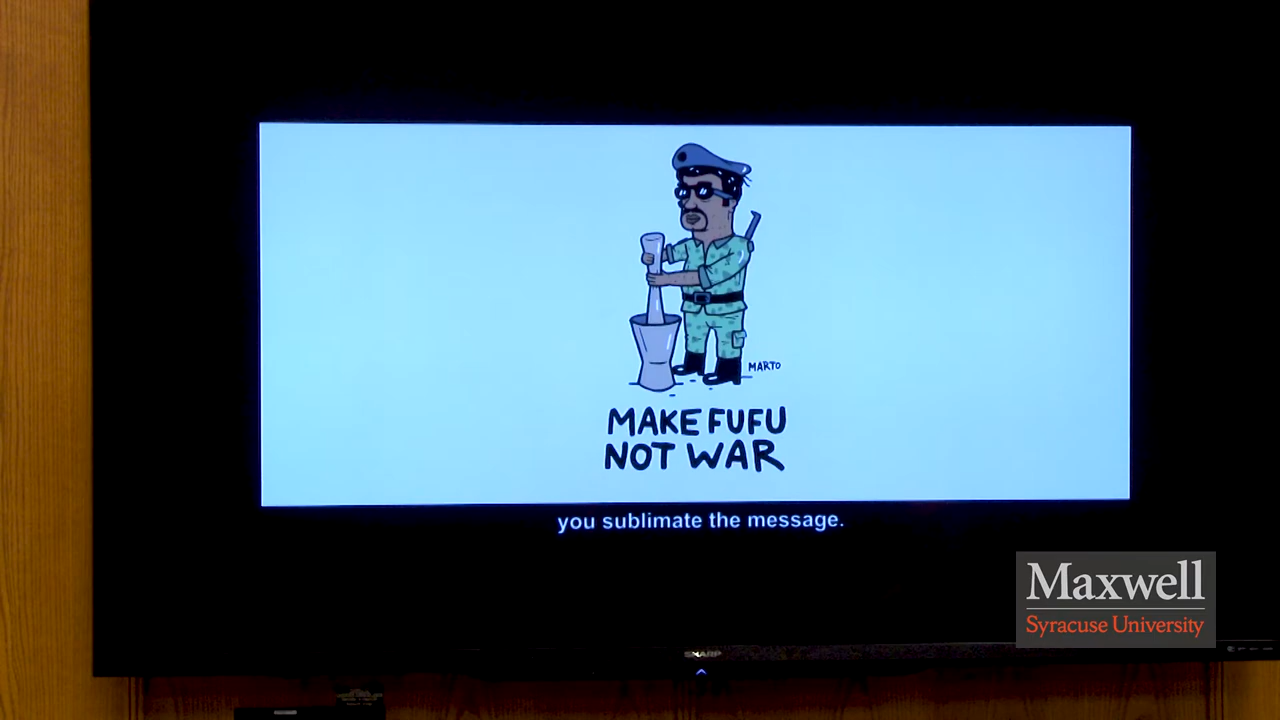 MARTO
MAKE FUFU
NOT WAR
you sublimate the message.
Maxwell
Syracuse University
SHARP